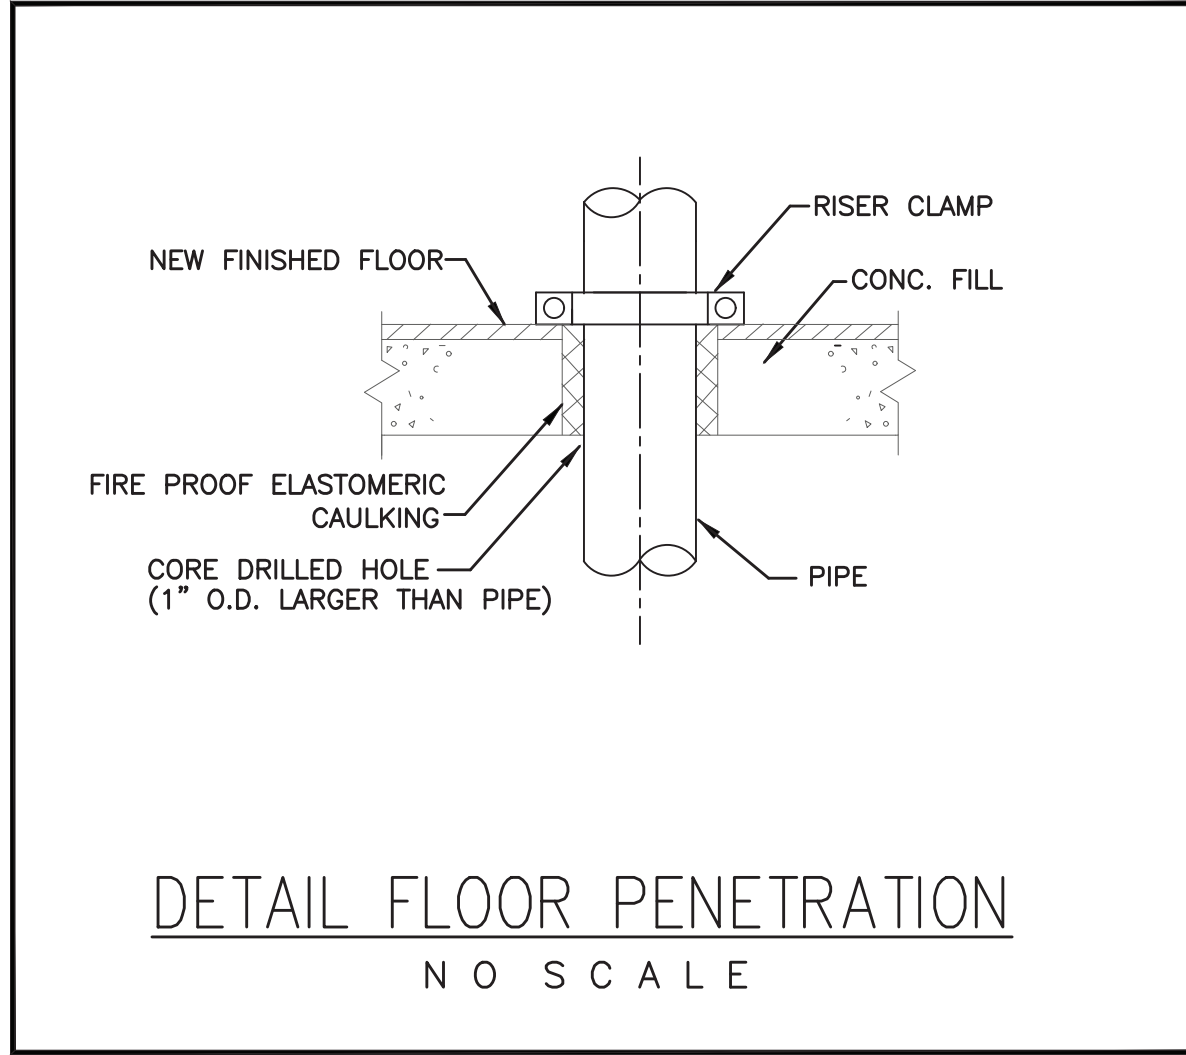 RISER CLAMP
NEW FINISHED FLOOR
CONC. FILL
FIRE PROOF ELASTOMERIC
CAULKING
CORE DRILLED HOLE
(1” O.D. LARGER THAN PIPE)
PIPE
DETAIL FLOOR PENETRATION
NO SCALE